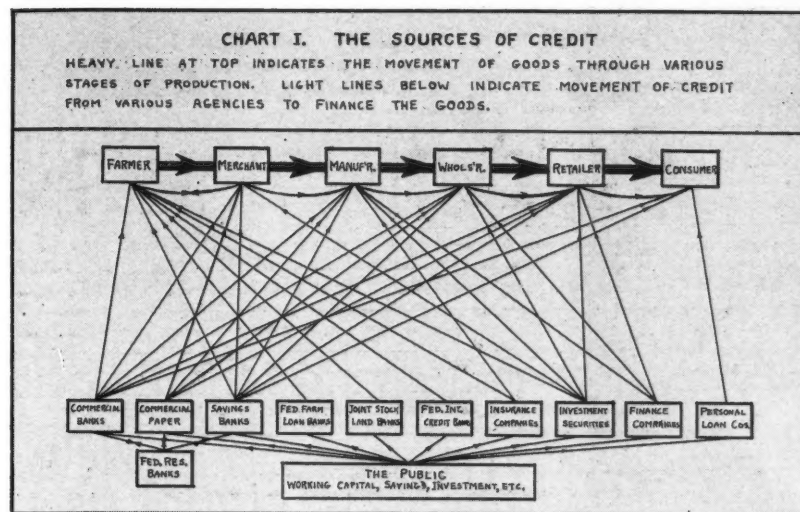 CHART I. THE SOURCES OF CREDIT
HEAVY LINE AT TOP INDICATES THE MOVEMENT OF GOODS THROUGH VARIOUS
STAGES OF PRODUCTION. LIGHT LINES BELOW INDICATE MOVEMENT OF CREDIT
FROM VARIOUS AGENCIES TO FINANCE THE GOODS.
FARMER
MERCHANT
MANUF'R.
WHOLS'R.
RETAILER
CONSUMER
COMMERCIAL
BANKS
COMMERCIAL
PAPER
SAVINGS
BANKS
FED FARM
LOAN BANKS
JOINT STOCK
LAND BANKS
FED. INT.
CREDIT BANKS
INSURANCE
COMPANIES
INVESTMENT
SECURITIES
FINANCE
COMPANIES
PERSONAL
LOAN COS.
FED. RES.
BANKS
THE PUBLIC
WORKING CAPITAL, SAVINGS, INVESTMENT, ETC.